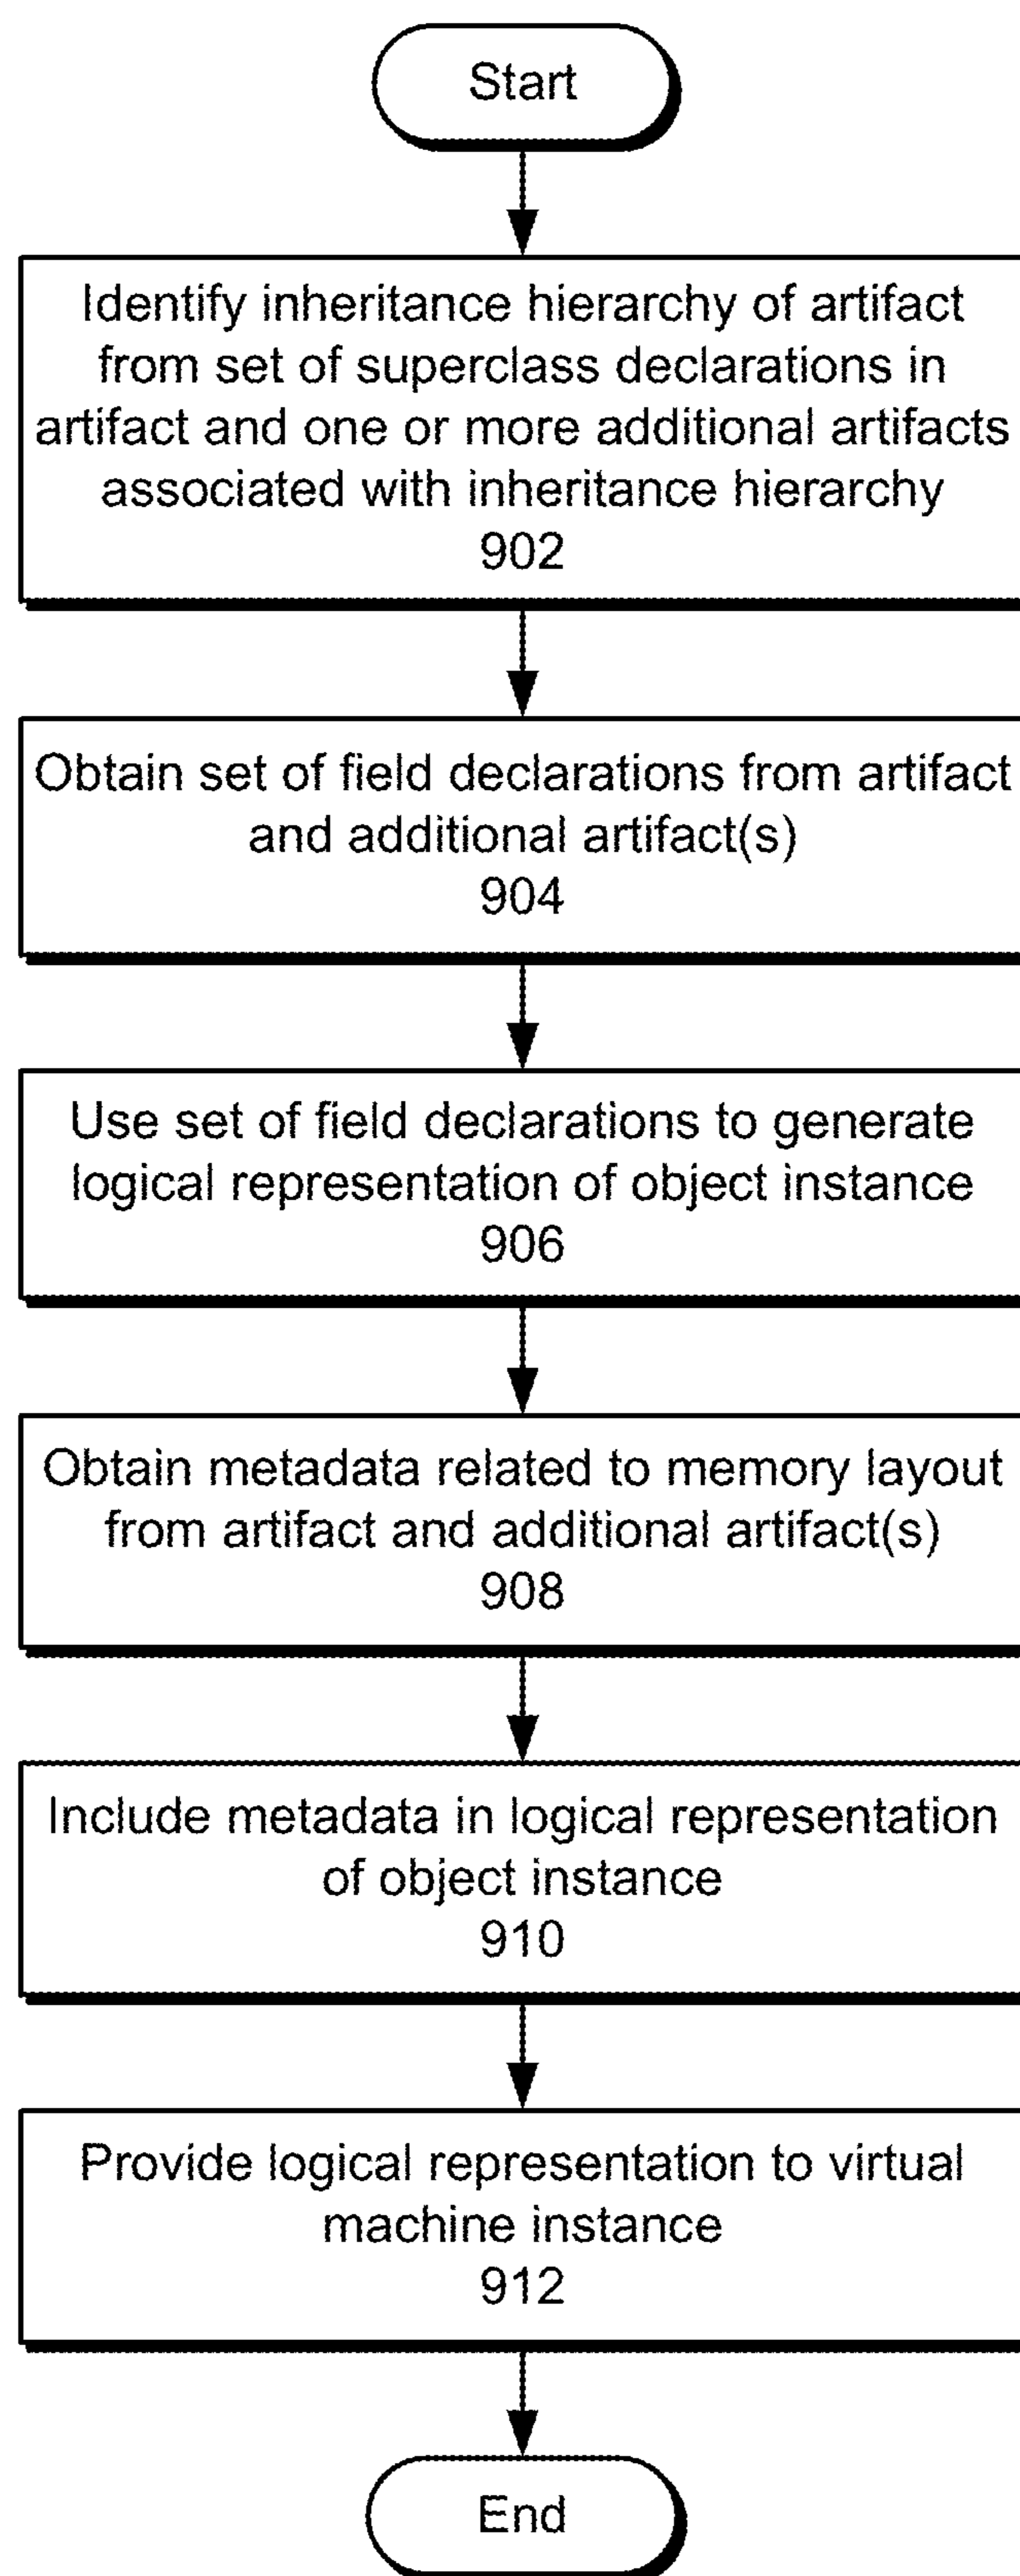 Start
Identify inheritance hierarchy of artifact
from set of superclass declarations in
artifact and one or more additional artifacts
associated with inheritance hierarchy
902
Obtain set of field declarations from artifact
and additional artifact(s)
904
Use set of field declarations to generate
logical representation of object instance
906
Obtain metadata related to memory layout
from artifact and additional artifact(s)
908
Include metadata in logical representation
of object instance
910
Provide logical representation to virtual
machine instance
912
End